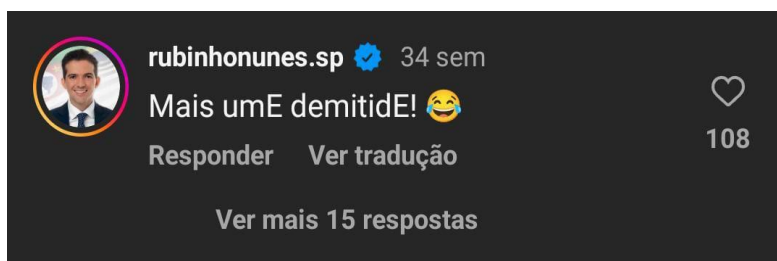 rubinhonunes.sp 34 sem
Mais umE demitidE! 😂
108
Responder Ver tradução
Ver mais 15 respostas